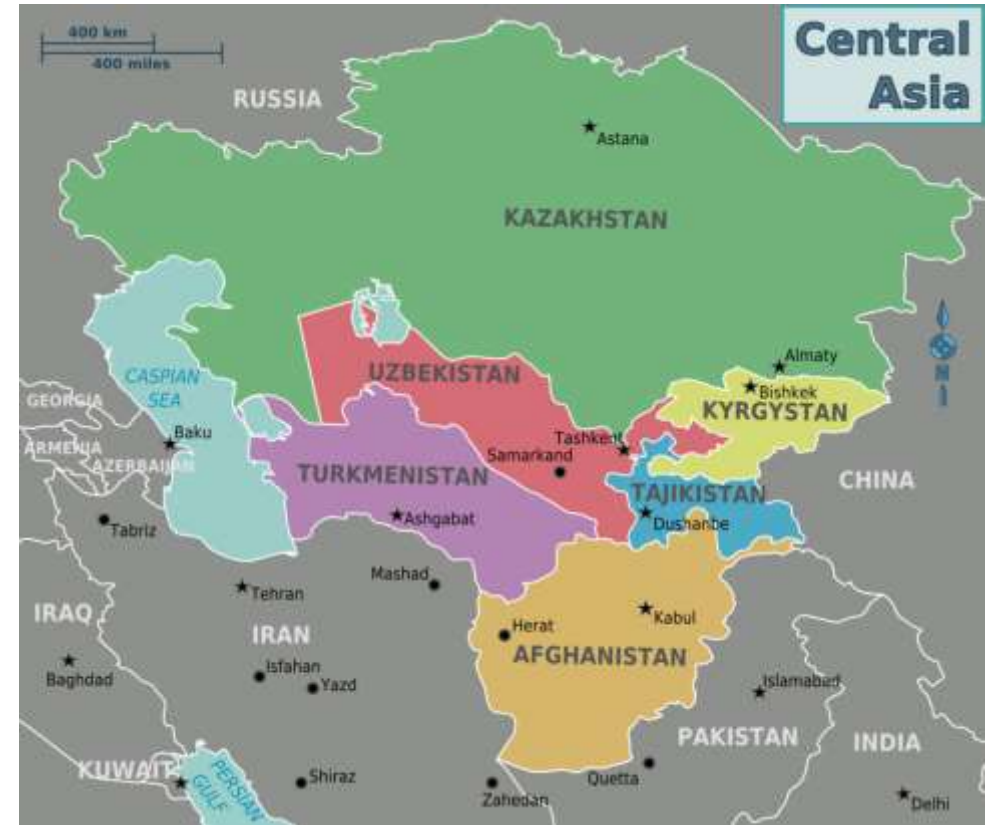 400 km
400 miles
Central
Asia
RUSSIA
Astana
KAZAKHSTAN
UZBEKISTAN
CASPIAN
SEA
Almaty
Bishkek
KYRGYSTAN
GEORGIA
ARMENIA
AZERBAIJAN
Baku
Tashkent
Samarkand
TURKMENISTAN
TAJIKISTAN
CHINA
N
Ashgabat
Dushanbe
Tabriz
Mashad
Tehran
IRAQ
IRAN
Herat
Kabul
AFGHANISTAN
Baghdad
Isfahan
Yazd
Islamabad
PAKISTAN
INDIA
KUWAIT
PERSIAN
GULF
Shiraz
Zahedan
Quetta
Delhi